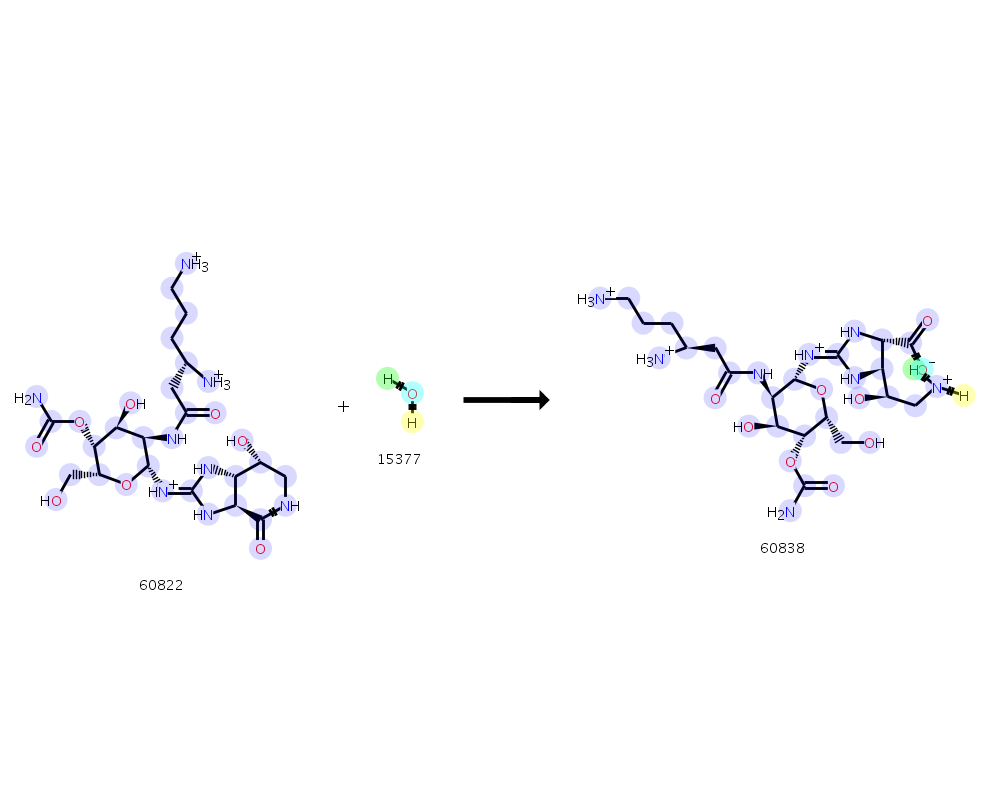 NH3
+
H3N
+
NH3
+
H3N
+
H2N
O
O
OH
O
NH
O
HO
O
HN
+
HN
HN
HO
NH
O
60822
+
H
O
H
15377
O
NH
HO
O
O
H2N
O
OH
HN
+
HN
HN
O
HO
-
N
+
H
HO
60838